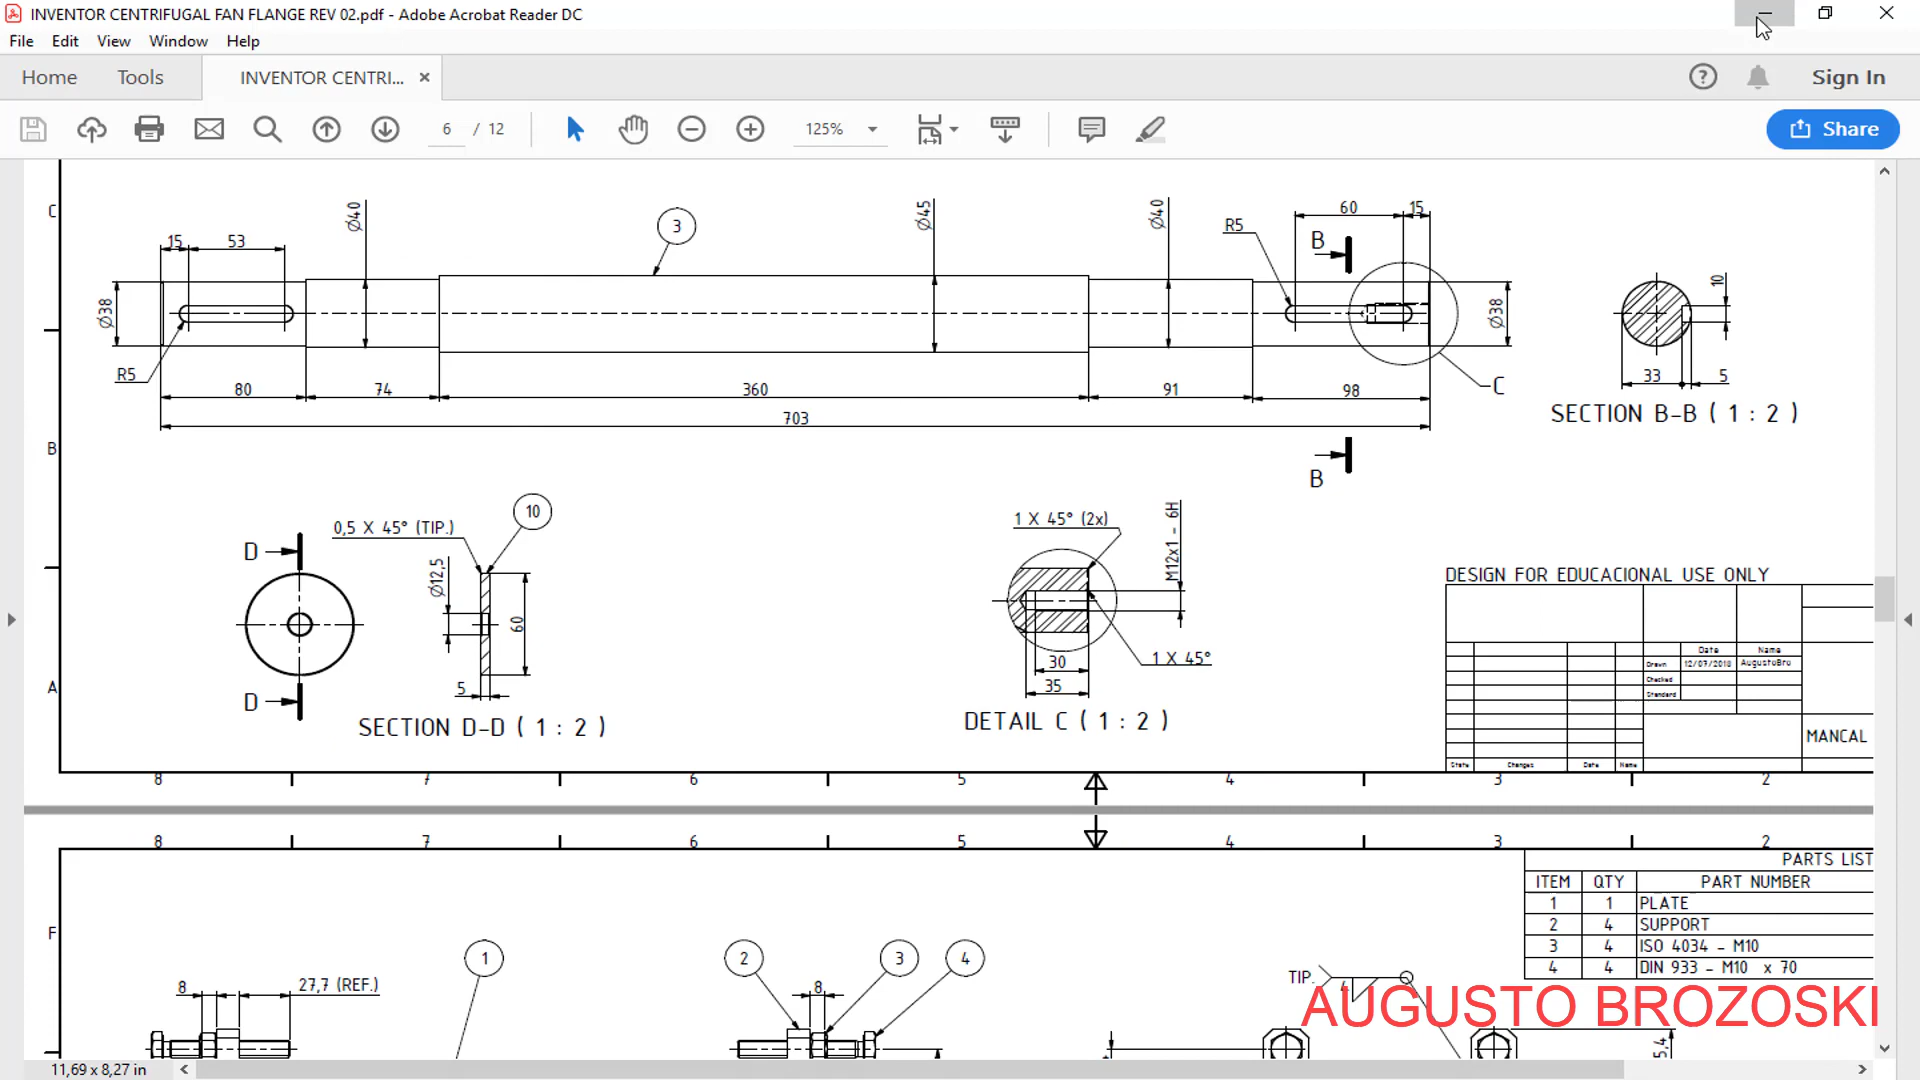 INVENTOR CENTRIFUGAL FAN FLANGE REV 02.pdf - Adobe Acrobat Reader DC
File Edit View Window Help
Home Tools INVENTOR CENTRI... Sign In
6 / 12 125% Share
C
Ø40 3 Ø45 Ø40 R5 60 15 B
15 53 10
Ø38 Ø38
R5 33 5
80 74 360 91 98 C
703
SECTION B-B ( 1 : 2 )
B
B
0,5 X 45° (TIP.) 10
1 X 45° (2x) M12x1 - 6H
D
Ø12,5 60
30 1 X 45°
5 35
D
SECTION D-D ( 1 : 2 )
DETAIL C ( 1 : 2 )
A
DESIGN FOR EDUCACIONAL USE ONLY
Date Name
Drawn 12/07/2018 AugustoBro
Checked
Standard
MANCAL
State Changes Date Name
8 7 6 5 4 3 2
8 7 6 5 4 3 2
PARTS LIST
ITEM QTY PART NUMBER
1 1 PLATE
2 4 SUPPORT
3 4 ISO 4034 - M10
4 4 DIN 933 - M10 x 70
F
1 2 3 4
8 27,7 (REF.) 8 TIP. 4
5,4
AUGUSTO BROZOSKI
11,69 x 8,27 in